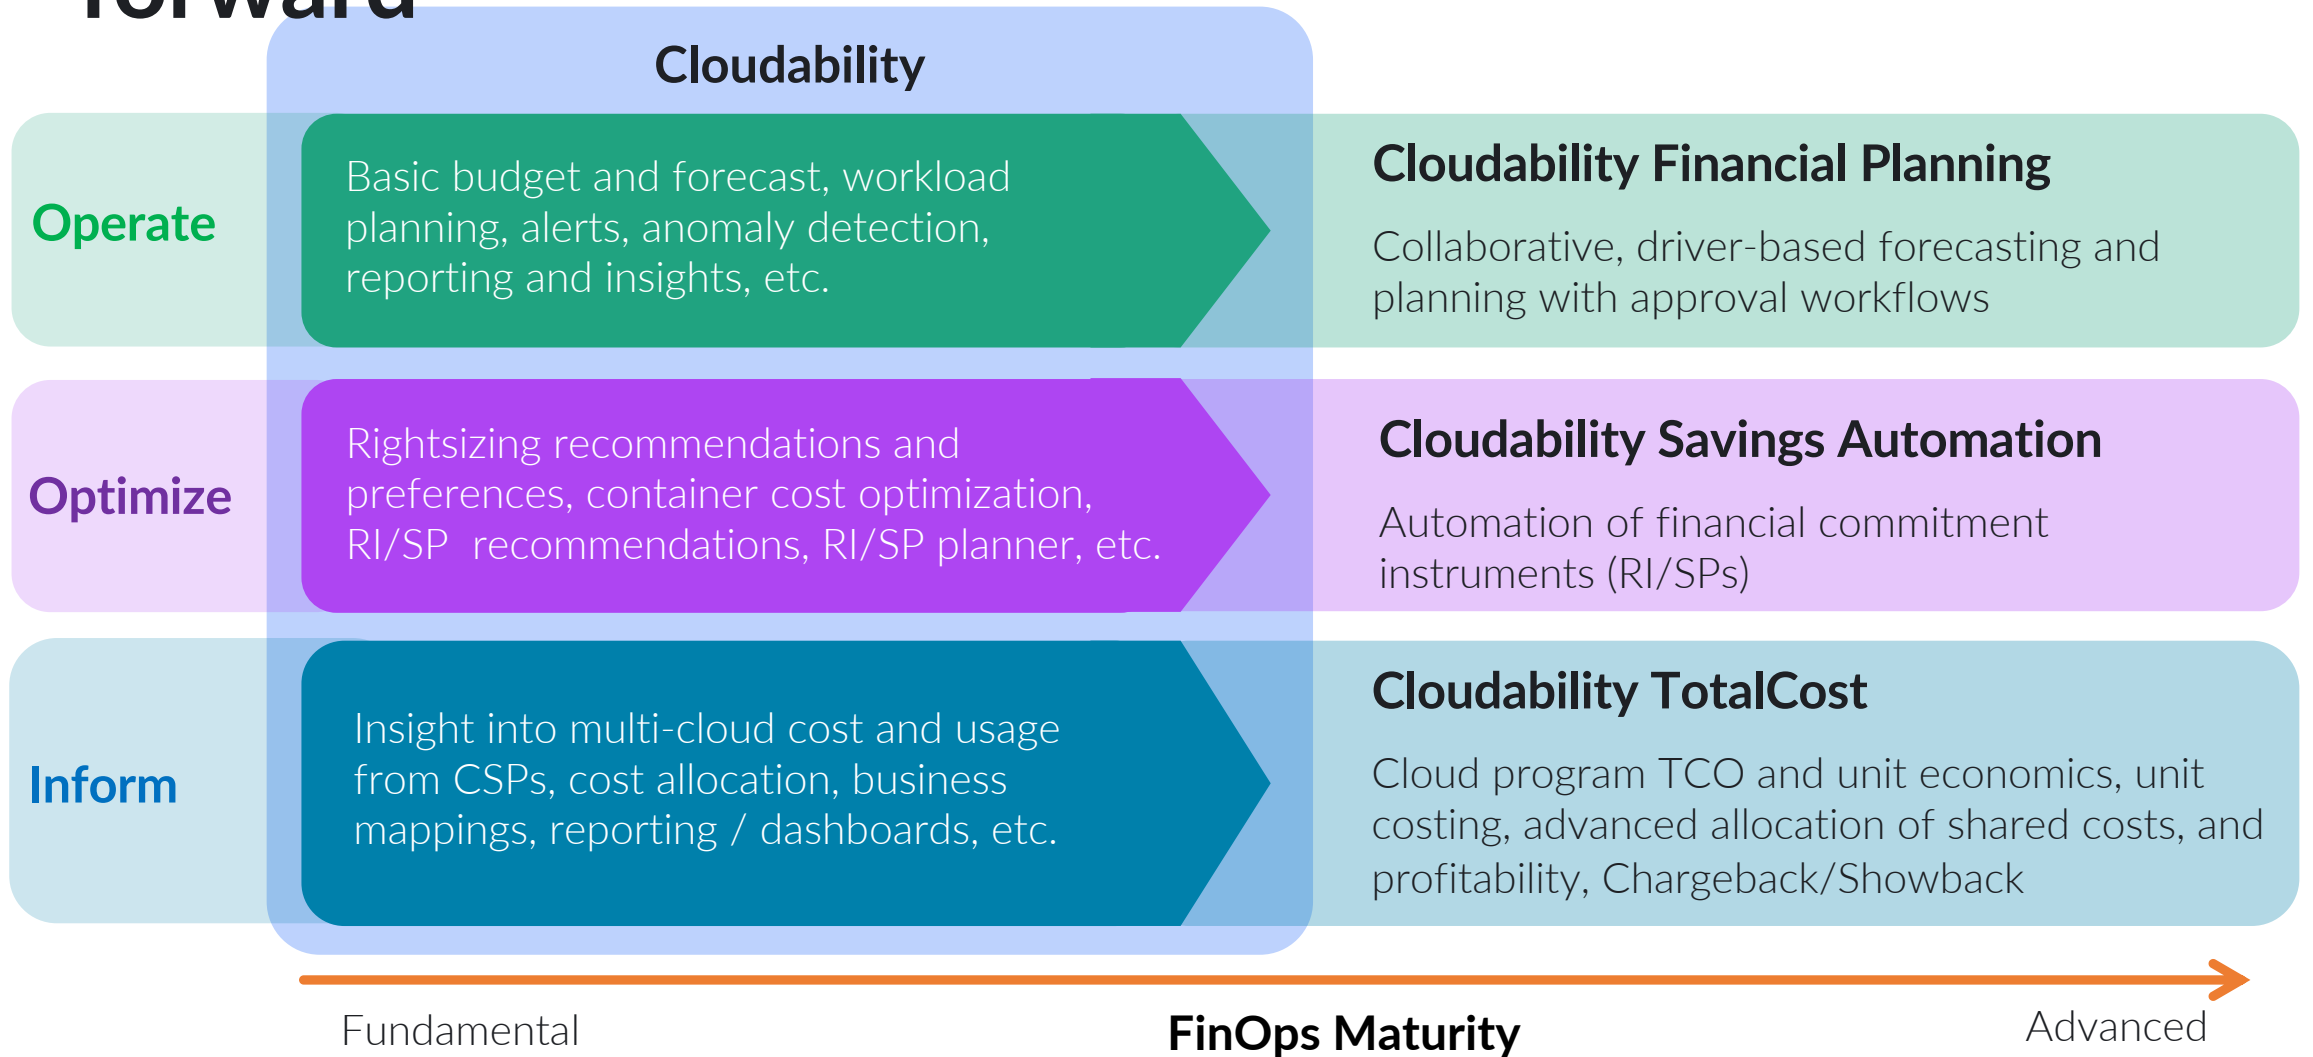 forward
Cloudability
Operate
Basic budget and forecast, workload
planning, alerts, anomaly detection,
reporting and insights, etc.
Cloudability Financial Planning
Collaborative, driver-based forecasting and
planning with approval workflows
Optimize
Rightsizing recommendations and
preferences, container cost optimization,
RI/SP  recommendations, RI/SP planner, etc.
Cloudability Savings Automation
Automation of financial commitment
instruments (RI/SPs)
Inform
Insight into multi-cloud cost and usage
from CSPs, cost allocation, business
mappings, reporting / dashboards, etc.
Cloudability TotalCost
Cloud program TCO and unit economics, unit
costing, advanced allocation of shared costs, and
profitability, Chargeback/Showback
Fundamental
FinOps Maturity
Advanced